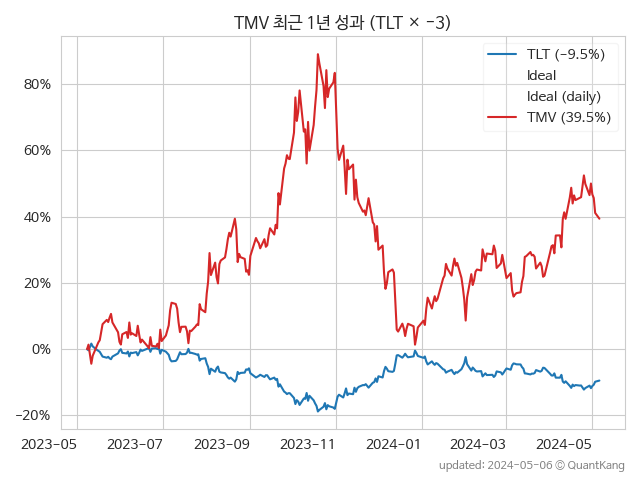 TMV 최근 1년 성과 (TLT × −3)
TLT (−9.5%)
Ideal
Ideal (daily)
TMV (39.5%)
80%
60%
40%
20%
0%
−20%
2023-05 2023-07 2023-09 2023-11 2024-01 2024-03 2024-05
updated: 2024-05-06 © QuantKang